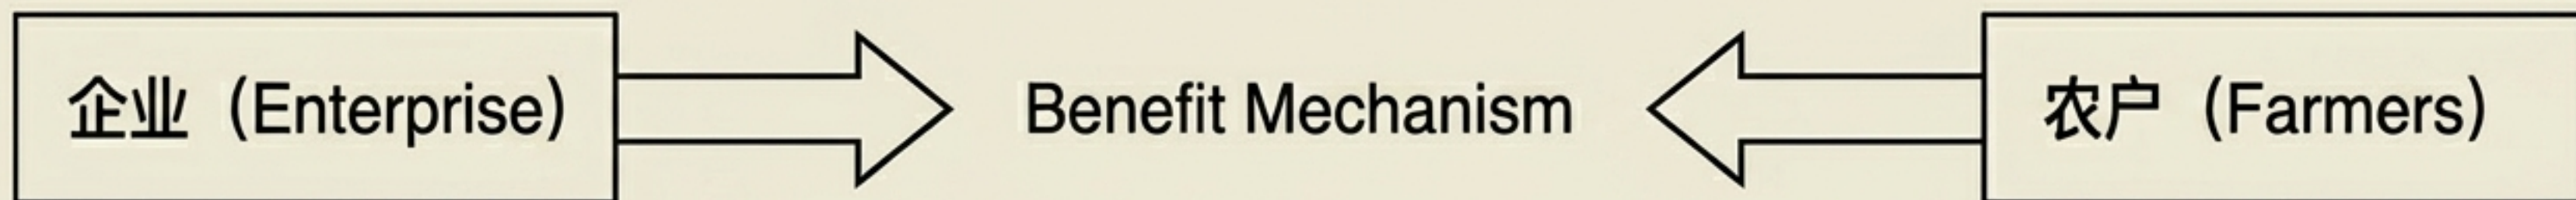 企业（Enterprise）
Benefit Mechanism
农户（Farmers）